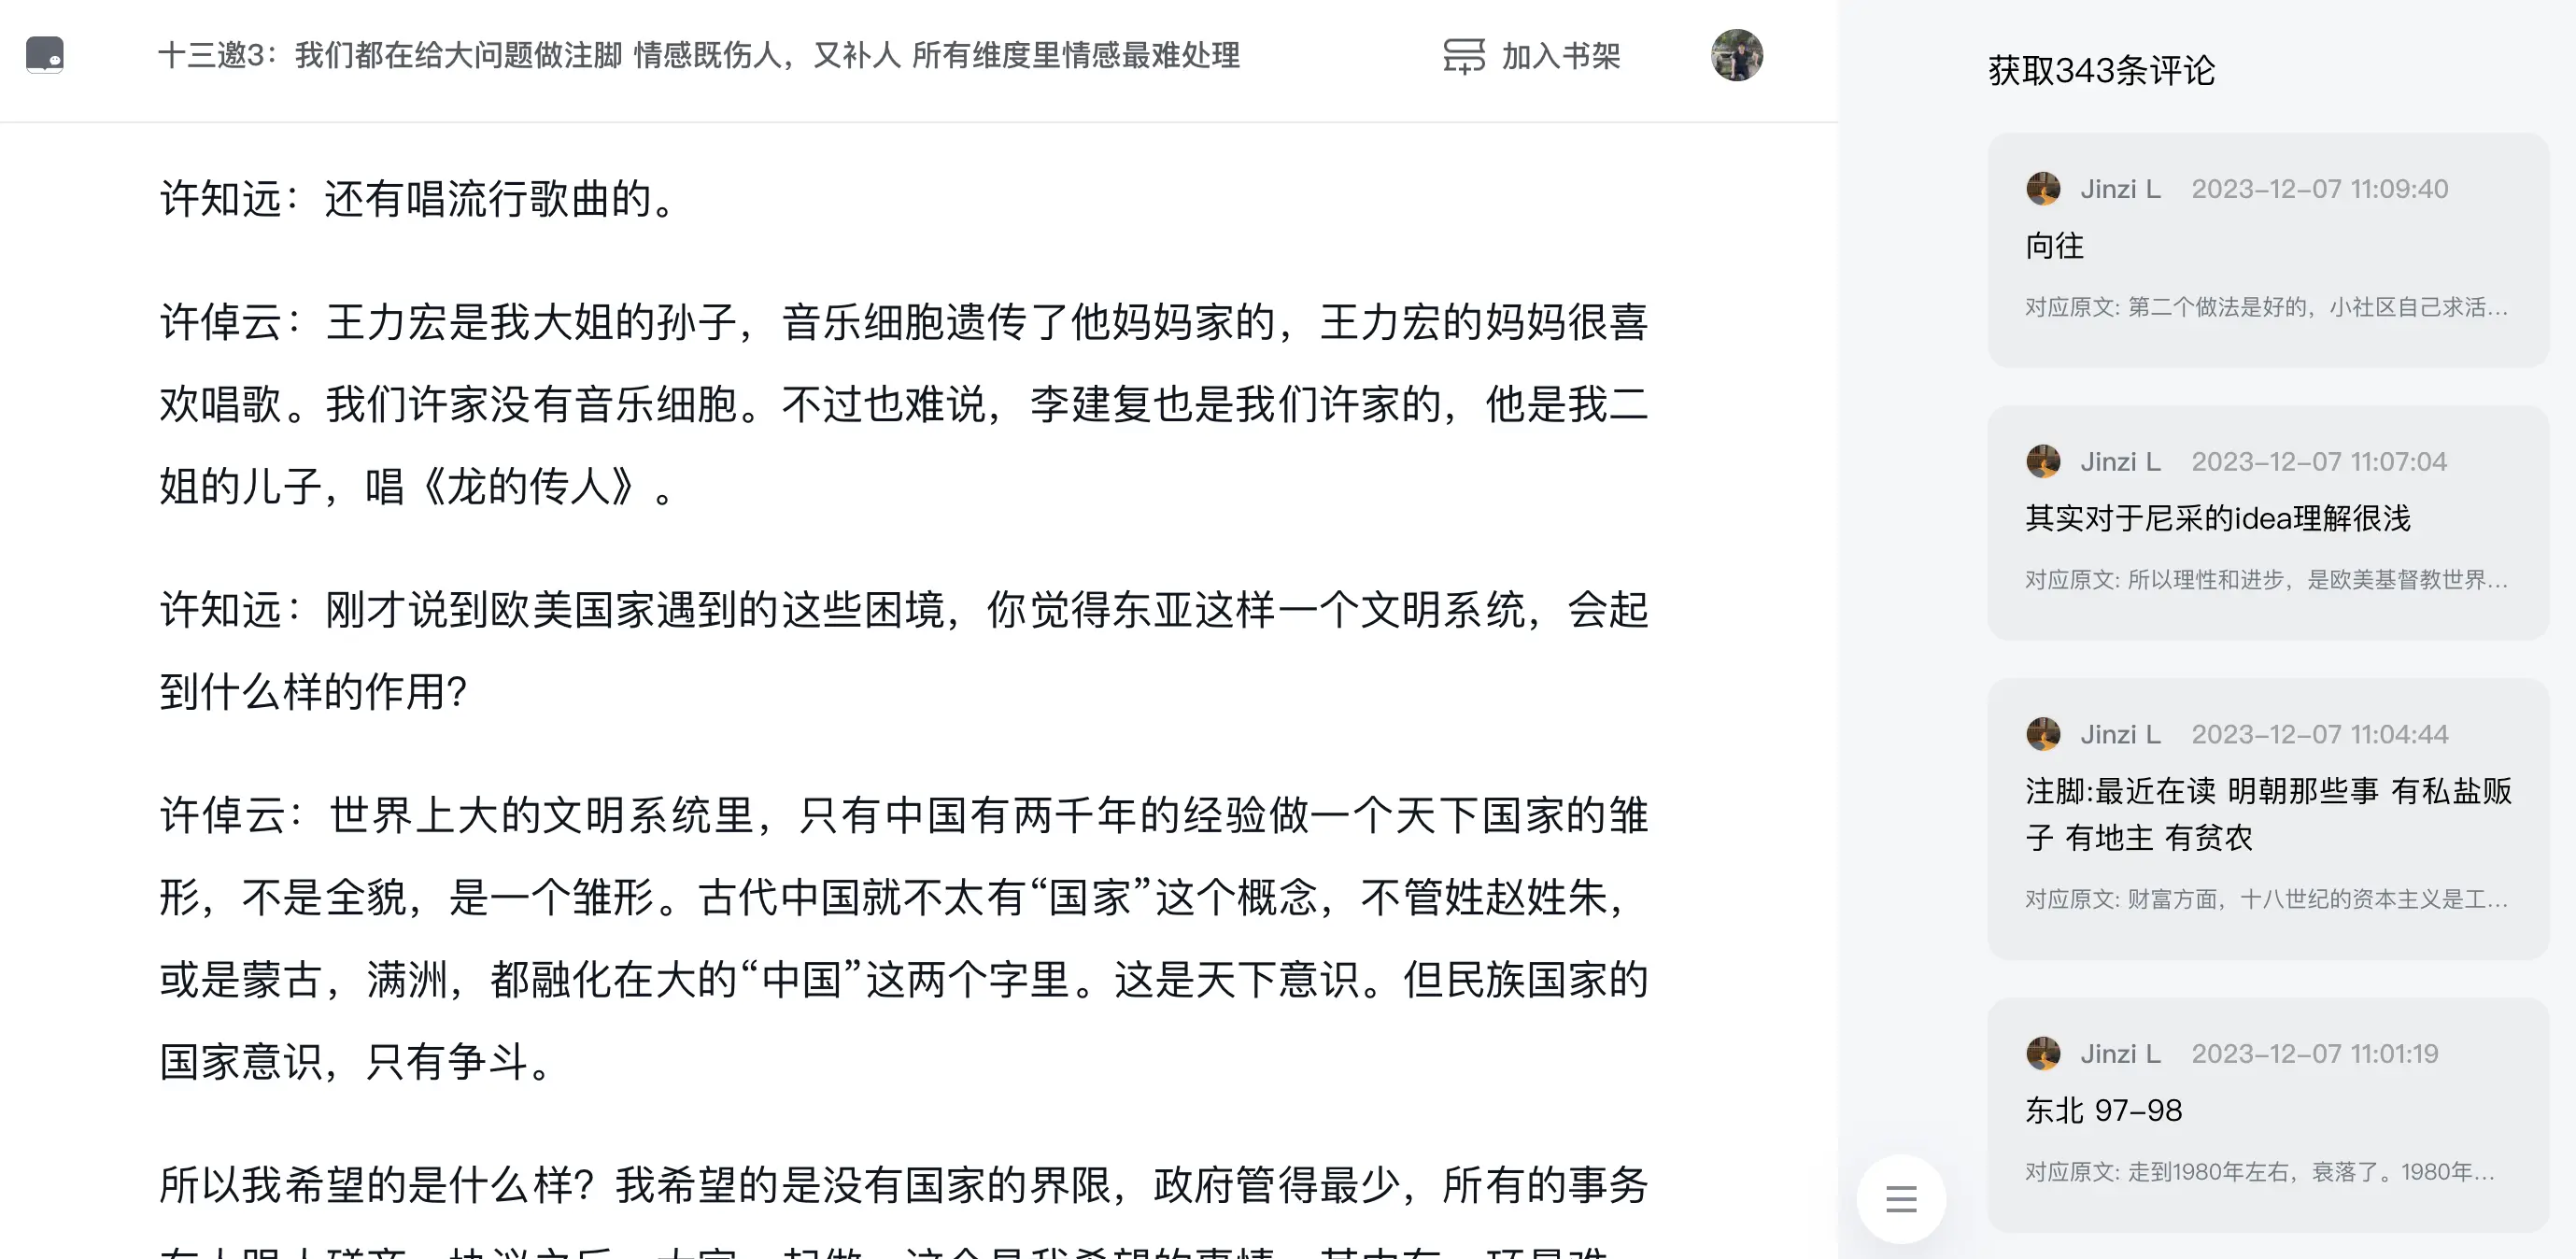 十三邀3：我们都在给大问题做注脚 情感既伤人，又补人 所有维度里情感最难处理
加入书架
许知远：还有唱流行歌曲的。
许倬云：王力宏是我大姐的孙子，音乐细胞遗传了他妈妈家的，王力宏的妈妈很喜
欢唱歌。我们许家没有音乐细胞。不过也难说，李建复也是我们许家的，他是我二
姐的儿子，唱《龙的传人》。
许知远：刚才说到欧美国家遇到的这些困境，你觉得东亚这样一个文明系统，会起
到什么样的作用？
许倬云：世界上大的文明系统里，只有中国有两千年的经验做一个天下国家的雏
形，不是全貌，是一个雏形。古代中国就不太有“国家”这个概念，不管姓赵姓朱，
或是蒙古，满洲，都融化在大的“中国”这两个字里。这是天下意识。但民族国家的
国家意识，只有争斗。
所以我希望的是什么样？我希望的是没有国家的界限，政府管得最少，所有的事务
获取343条评论
Jinzi L 2023-12-07 11:09:40
向往
对应原文: 第二个做法是好的，小社区自己求活...
Jinzi L 2023-12-07 11:07:04
其实对于尼采的idea理解很浅
对应原文: 所以理性和进步，是欧美基督教世界...
Jinzi L 2023-12-07 11:04:44
注脚:最近在读 明朝那些事 有私盐贩
子 有地主 有贫农
对应原文: 财富方面，十八世纪的资本主义是工...
Jinzi L 2023-12-07 11:01:19
东北 97-98
对应原文: 走到1980年左右，衰落了。1980年...